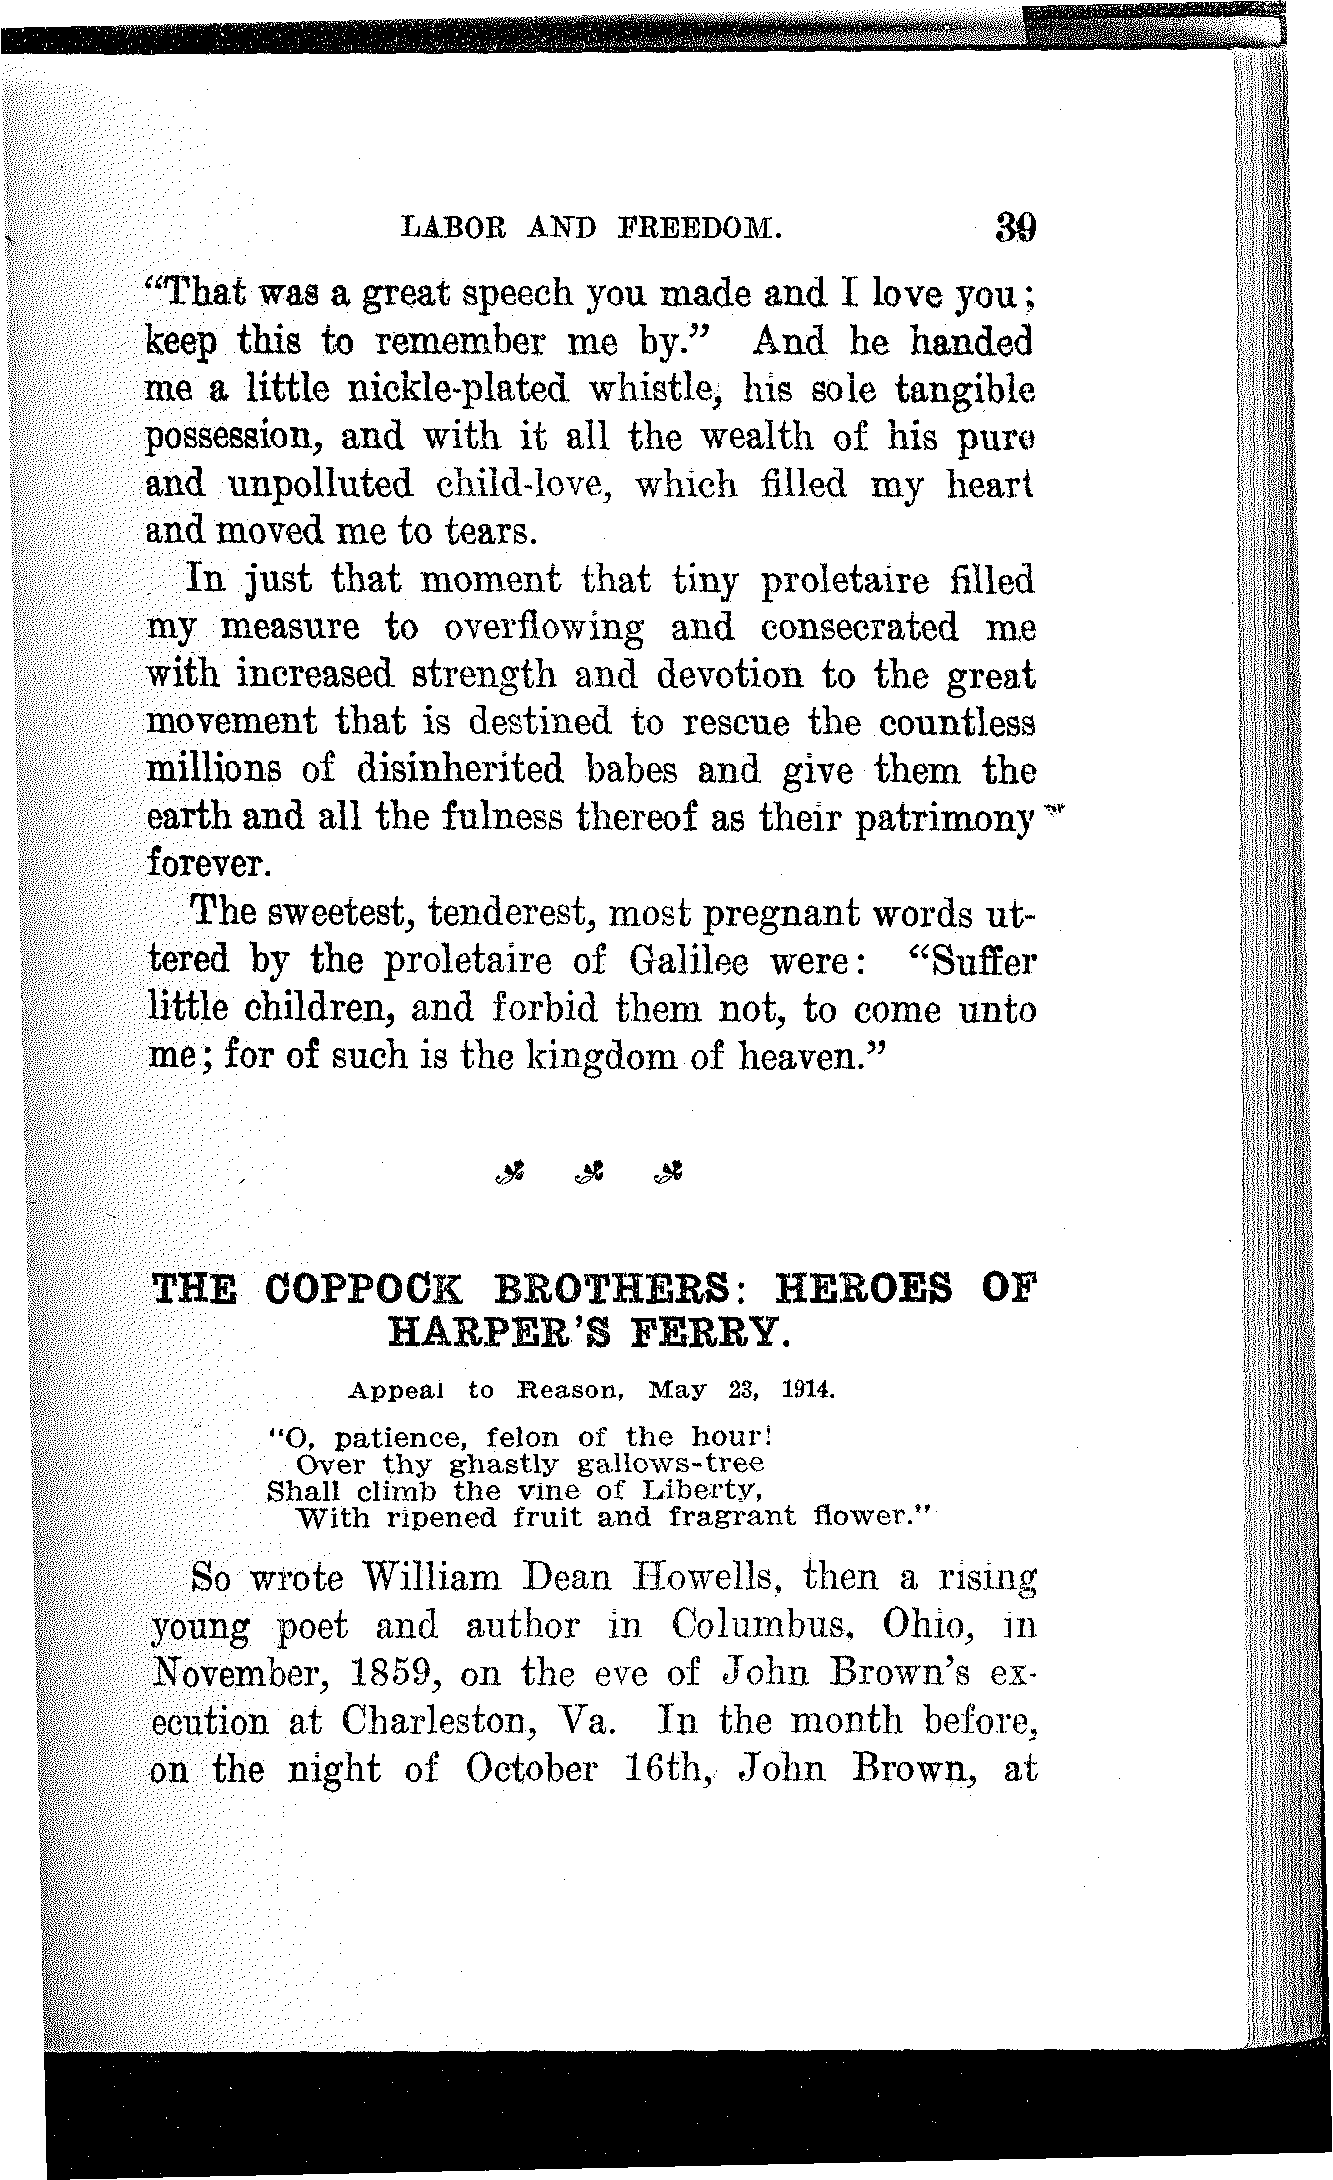 LABOR AND FREEDOM. 39
“That was a great speech you made and I love you;
keep this to remember me by.” And he handed
me a little nickle-plated whistle, his sole tangible
possession, and with it all the wealth of his pure
and unpolluted child-love, which filled my heart
and moved me to tears.
In just that moment that tiny proletaire filled
my measure to overflowing and consecrated me
with increased strength and devotion to the great
movement that is destined to rescue the countless
millions of disinherited babes and give them the
earth and all the fulness thereof as their patrimony
forever.
The sweetest, tenderest, most pregnant words ut-
tered by the proletaire of Galilee were: “Suffer
little children, and forbid them not, to come unto
me; for of such is the kingdom of heaven.”
THE COPPOCK BROTHERS: HEROES OF
HARPER'S FERRY.
Appeal to Reason, May 23, 1914.
“O, patience, felon of the hour!
Over thy ghastly gallows-tree
Shall climb the vine of Liberty,
With ripened fruit and fragrant flower.”
So wrote William Dean Howells, then a rising
young poet and author in Columbus, Ohio, in
November, 1859, on the eve of John Brown's ex-
ecution at Charleston, Va. In the month before,
on the night of October 16th, John Brown, at